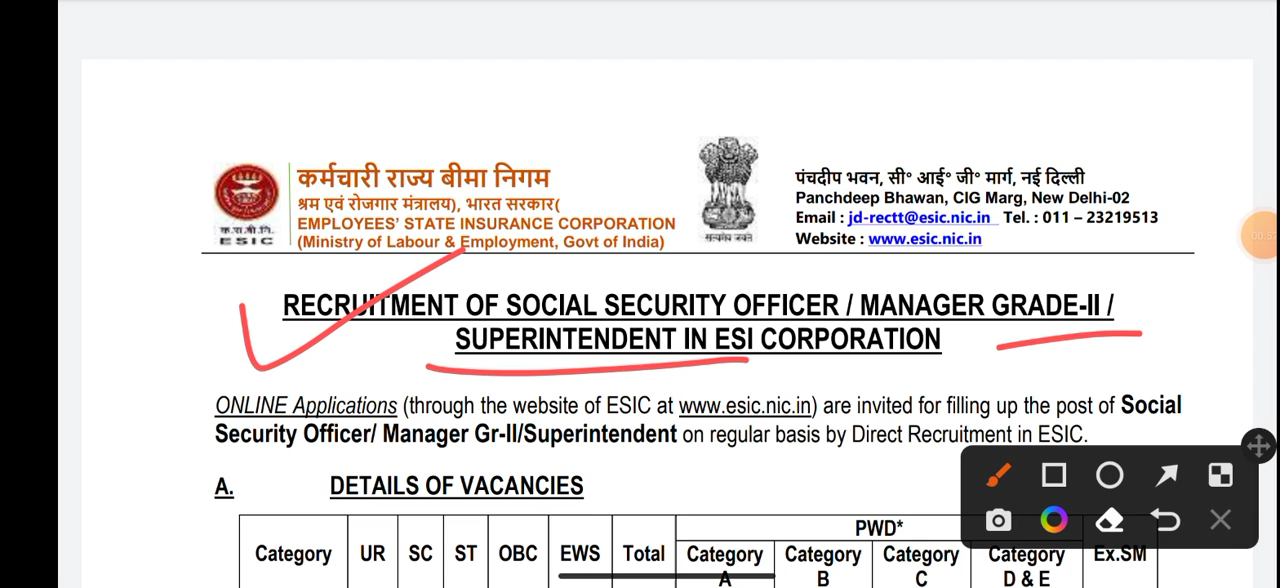 कर्मचारी राज्य बीमा निगम
श्रम एवं रोजगार मंत्रालय), भारत सरकार(
EMPLOYEES' STATE INSURANCE CORPORATION
(Ministry of Labour & Employment, Govt of India)
क.रा.बी.नि.
ESIC
सत्यमेव जयते
पंचदीप भवन, सी° आई° जी° मार्ग, नई दिल्ली
Panchdeep Bhawan, CIG Marg, New Delhi-02
Email : jd-rectt@esic.nic.in Tel. : 011 – 23219513
Website : www.esic.nic.in
RECRUITMENT OF SOCIAL SECURITY OFFICER / MANAGER GRADE-II /
SUPERINTENDENT IN ESI CORPORATION
ONLINE Applications (through the website of ESIC at www.esic.nic.in) are invited for filling up the post of Social
Security Officer/ Manager Gr-II/Superintendent on regular basis by Direct Recruitment in ESIC.
A. DETAILS OF VACANCIES
PWD*
Category UR SC ST OBC EWS Total Category Category Category Category Ex.SM
A B C D & E